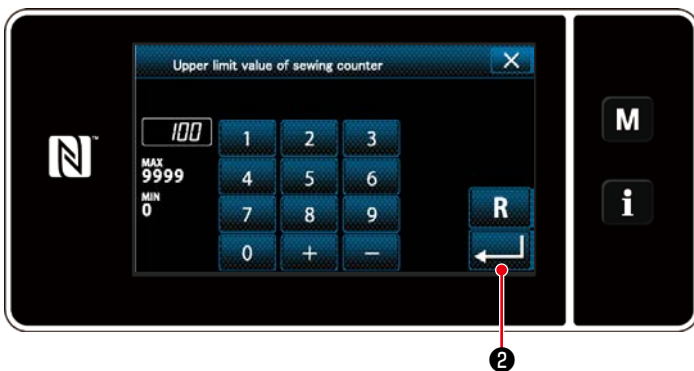 Upper limit value of sewing counter
100
MAX
9999
MIN
0
1 2 3
4 5 6
7 8 9
0 + −
R
M
i
N™
❷